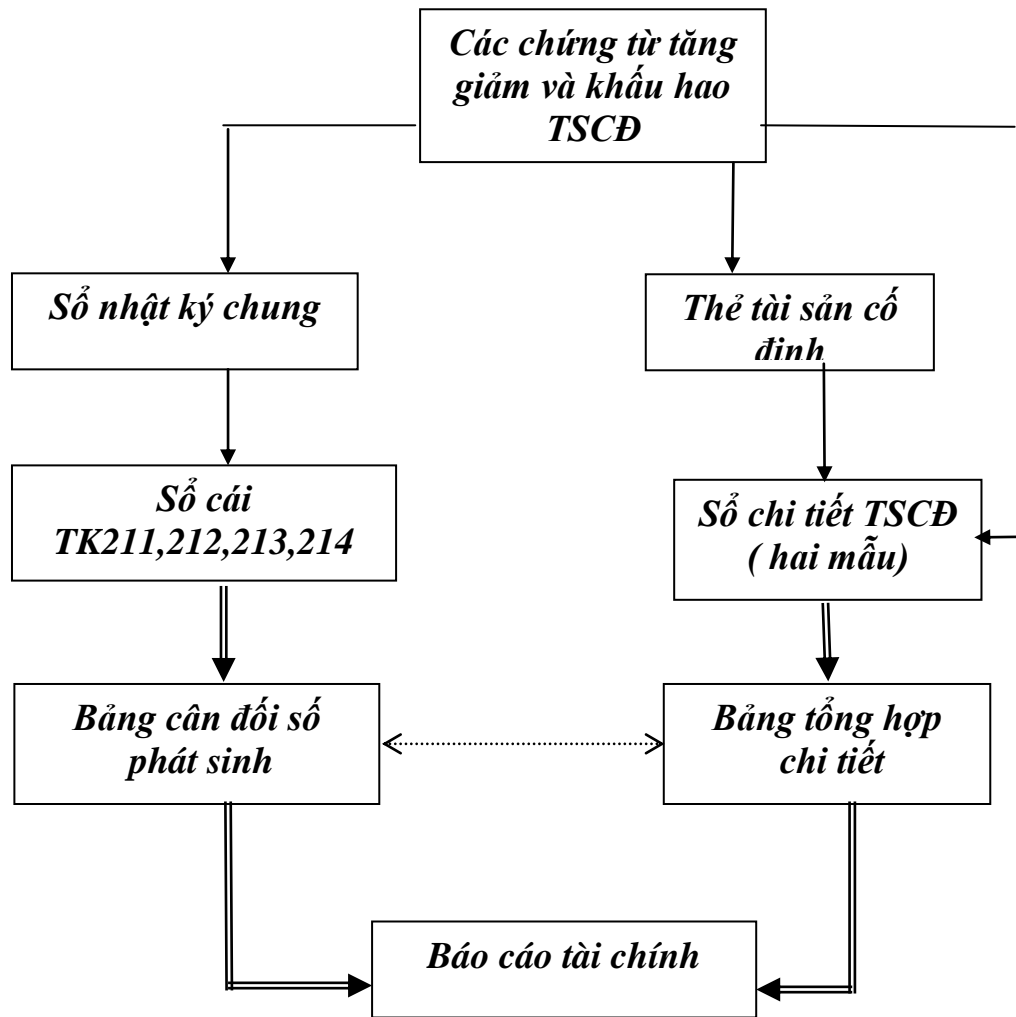 Các chứng từ tăng
giảm và khấu hao
TSCĐ
Sổ nhật ký chung
Thẻ tài sản cố
định
Sổ cái
TK211,212,213,214
Sổ chi tiết TSCĐ
( hai mẫu)
Bảng cân đối số
phát sinh
Bảng tổng hợp
chi tiết
Báo cáo tài chính